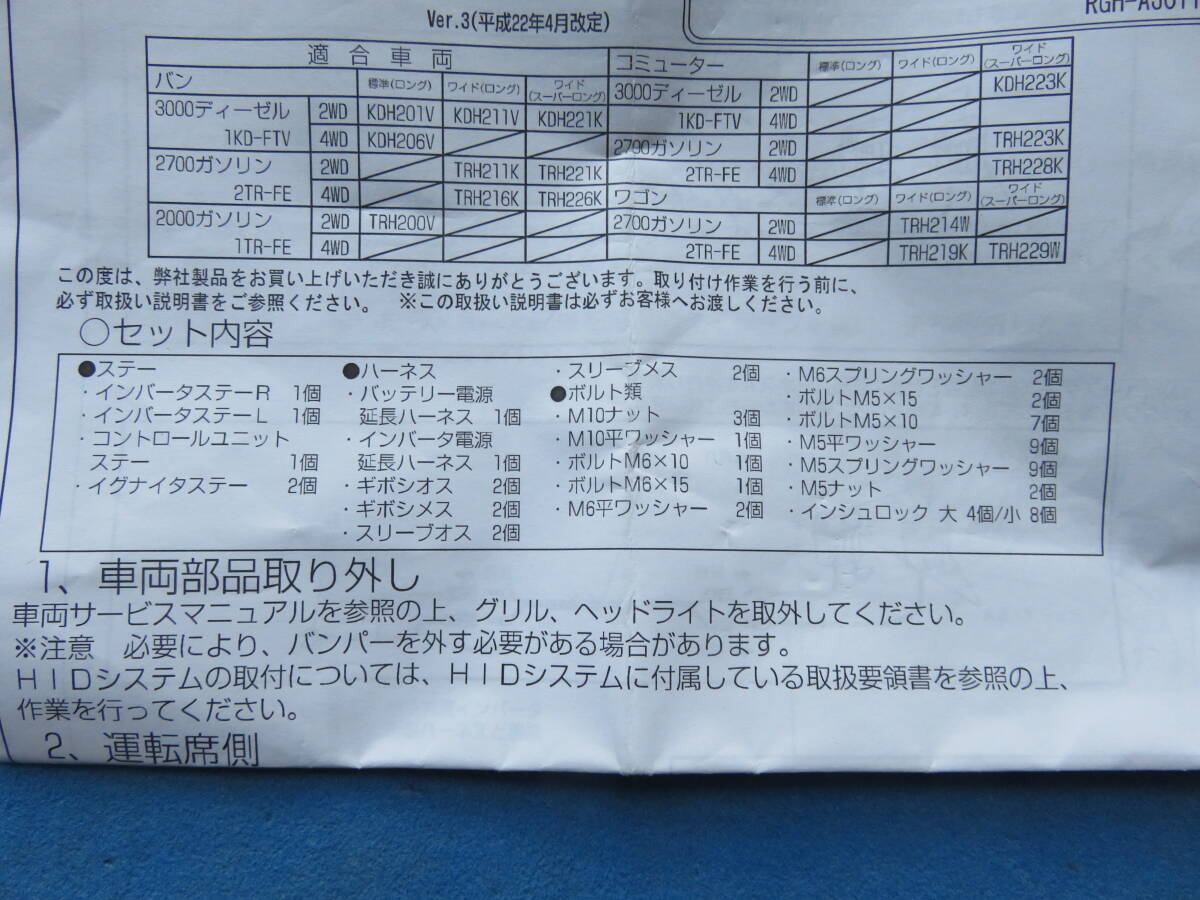 Ver.3(平成22年4月改定)
適 合 車 両
バン 標準(ロング) ワイド(ロング) ワイド(スーパーロング)
3000ディーゼル 2WD KDH201V KDH211V KDH221K
1KD-FTV 4WD KDH206V
2700ガソリン 2WD TRH211K TRH221K
2TR-FE 4WD TRH216K TRH226K
2000ガソリン 2WD TRH200V
1TR-FE 4WD
コミューター 標準(ロング) ワイド(ロング) ワイド(スーパーロング)
3000ディーゼル 2WD KDH223K
1KD-FTV 4WD
2700ガソリン 2WD TRH223K
2TR-FE 4WD TRH228K
ワゴン 標準(ロング) ワイド(ロング) ワイド(スーパーロング)
2700ガソリン 2WD TRH214W
2TR-FE 4WD TRH219K TRH229W
この度は、弊社製品をお買い上げいただき誠にありがとうございます。取り付け作業を行う前に、
必ず取扱い説明書をご参照ください。 ※この取扱い説明書は必ずお客様へお渡しください。
○セット内容
●ステー
・インバータステーR 1個
・インバータステーL 1個
・コントロールユニット
ステー 1個
・イグナイタステー 2個
●ハーネス
・バッテリー電源
延長ハーネス 1個
・インバータ電源
延長ハーネス 1個
・ギボシオス 2個
・ギボシメス 2個
・スリーブオス 2個
・スリーブメス 2個
●ボルト類
・M10ナット 3個
・M10平ワッシャー 1個
・ボルトM6×10 1個
・ボルトM6×15 1個
・M6平ワッシャー 2個
・M6スプリングワッシャー 2個
・ボルトM5×15 2個
・ボルトM5×10 7個
・M5平ワッシャー 9個
・M5スプリングワッシャー 9個
・M5ナット 2個
・インシュロック 大 4個/小 8個
1、車両部品取り外し
車両サービスマニュアルを参照の上、グリル、ヘッドライトを取外してください。
※注意 必要により、バンパーを外す必要がある場合があります。
HIDシステムの取付については、HIDシステムに付属している取扱要領書を参照の上、
作業を行ってください。
2、運転席側